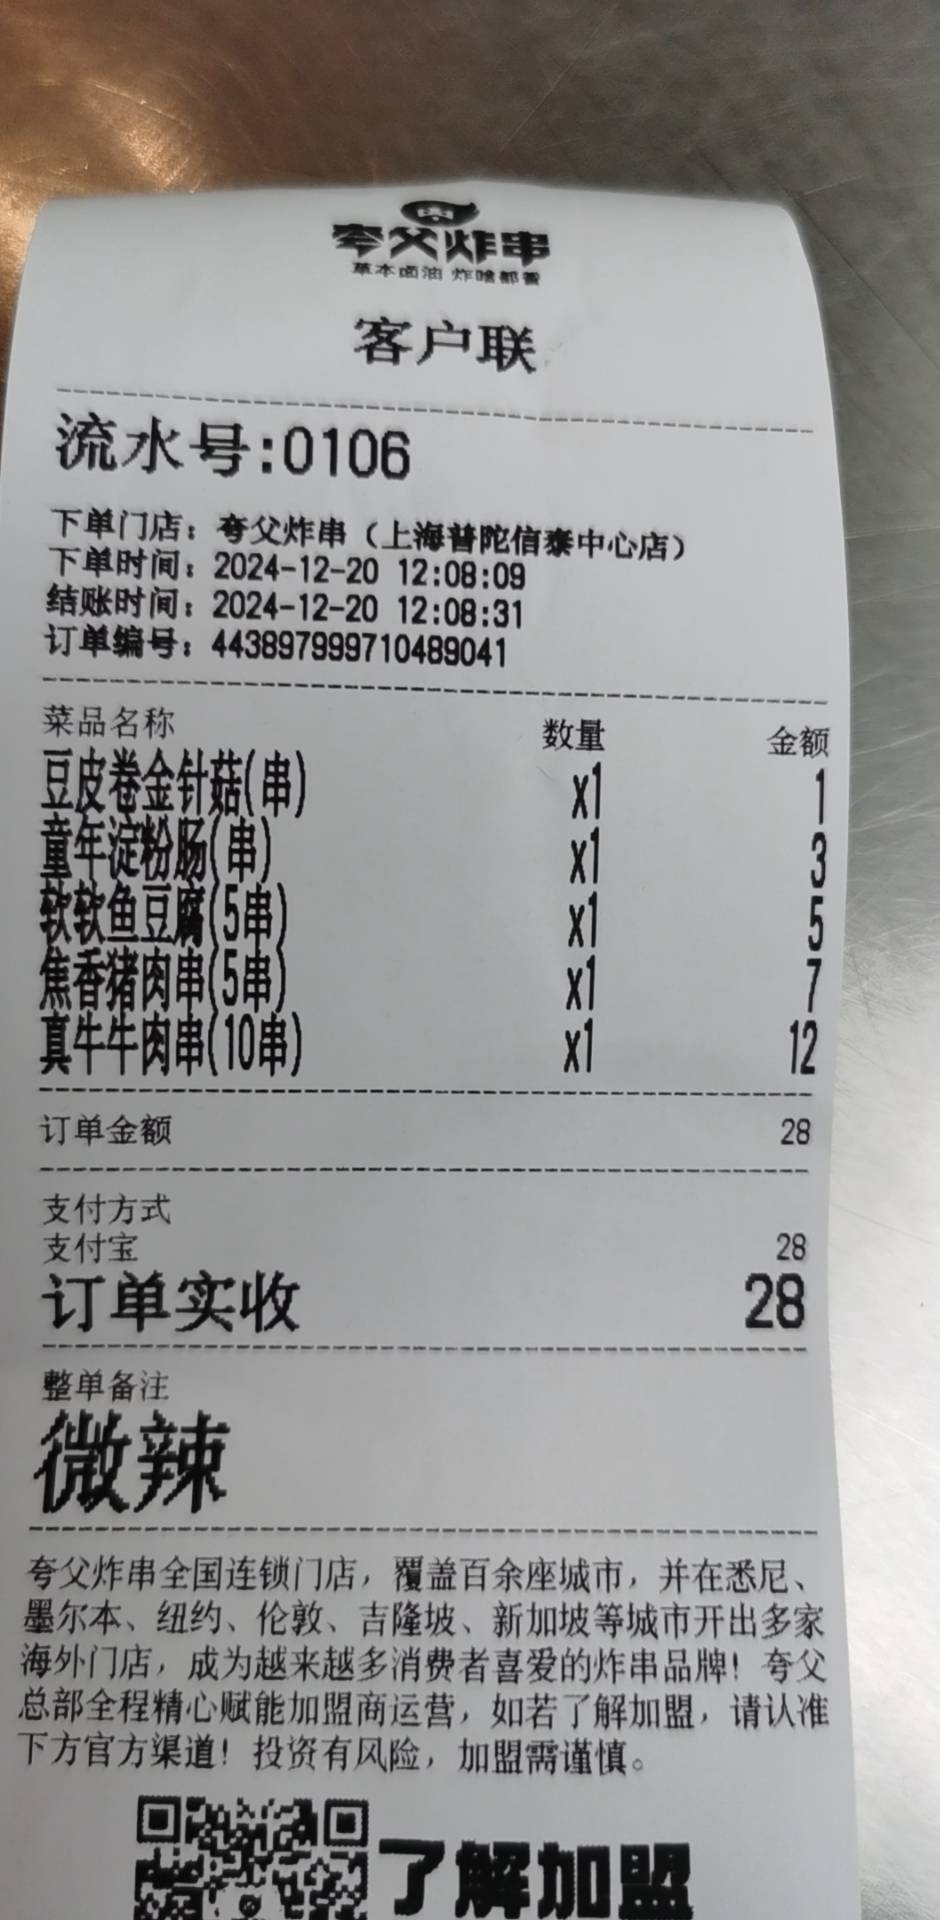 夸父炸串
草本卤油 炸啥都香
客户联
流水号:0106
下单门店：夸父炸串（上海普陀信泰中心店）
下单时间：2024-12-20 12:08:09
结账时间：2024-12-20 12:08:31
订单编号：4438979997104890​41
菜品名称 数量 金额
豆皮卷金针菇(串) x1 1
童年淀粉肠(串) x1 3
软软鱼豆腐(5串) x1 5
焦香猪肉串(5串) x1 7
真牛牛肉串(10串) x1 12
订单金额 28
支付方式
支付宝 28
订单实收 28
整单备注
微辣
夸父炸串全国连锁门店，覆盖百余座城市，并在悉尼、
墨尔本、纽约、伦敦、吉隆坡、新加坡等城市开出多家
海外门店，成为越来越多消费者喜爱的炸串品牌！夸父
总部全程精心赋能加盟商运营，如若了解加盟，请认准
下方官方渠道！投资有风险，加盟需谨慎。
了解加盟